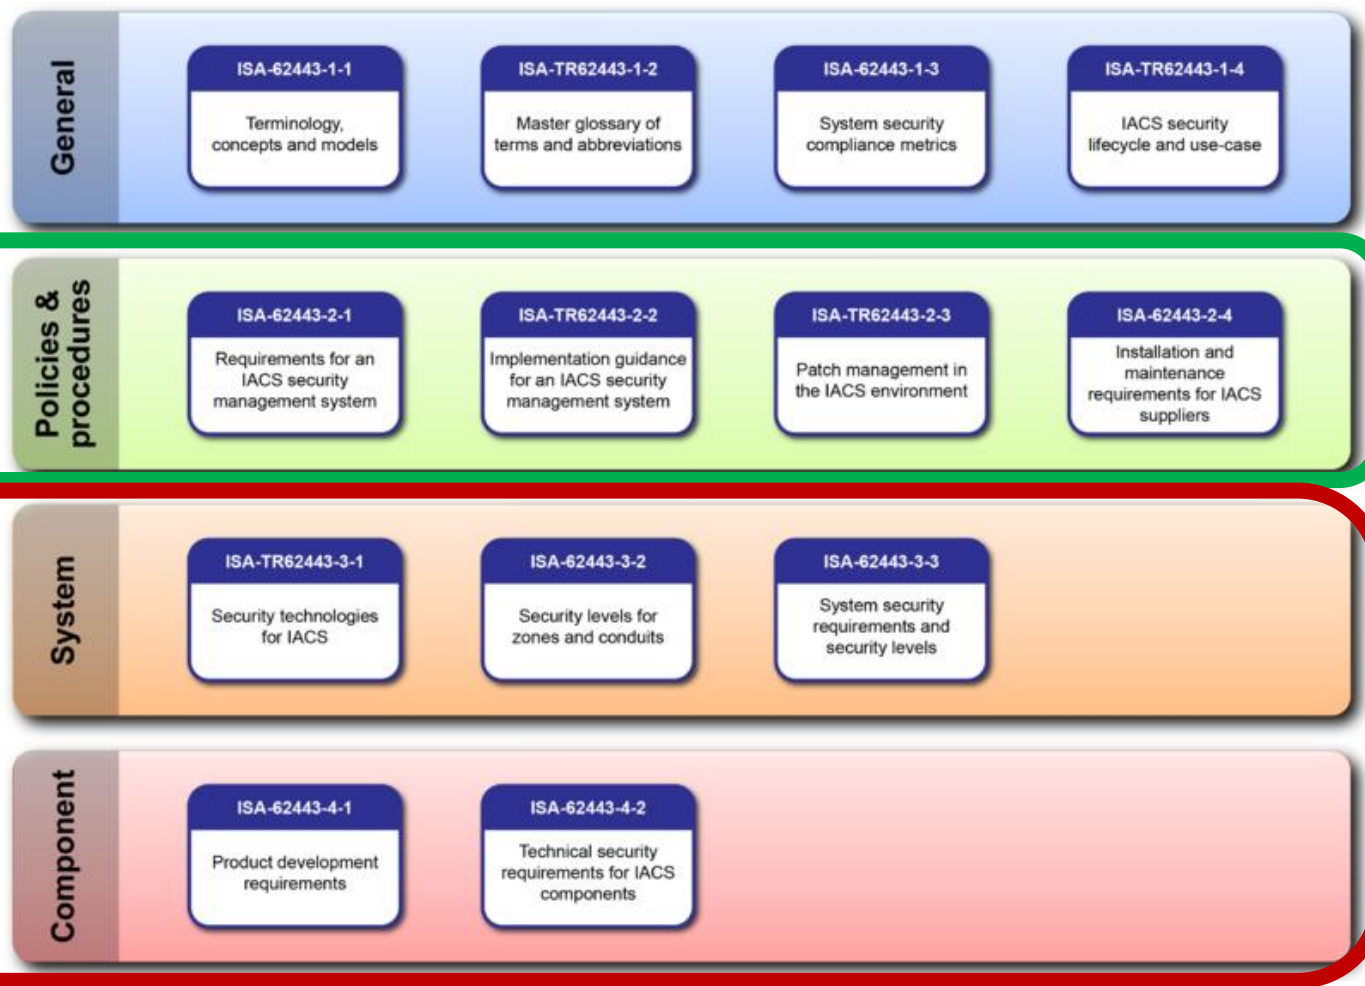 General
ISA-62443-1-1
Terminology,
concepts and models
ISA-TR62443-1-2
Master glossary of
terms and abbreviations
ISA-62443-1-3
System security
compliance metrics
ISA-TR62443-1-4
IACS security
lifecycle and use-case
Policies &
procedures
ISA-62443-2-1
Requirements for an
IACS security
management system
ISA-TR62443-2-2
Implementation guidance
for an IACS security
management system
ISA-TR62443-2-3
Patch management in
the IACS environment
ISA-62443-2-4
Installation and
maintenance
requirements for IACS
suppliers
System
ISA-TR62443-3-1
Security technologies
for IACS
ISA-62443-3-2
Security levels for
zones and conduits
ISA-62443-3-3
System security
requirements and
security levels
Component
ISA-62443-4-1
Product development
requirements
ISA-62443-4-2
Technical security
requirements for IACS
components